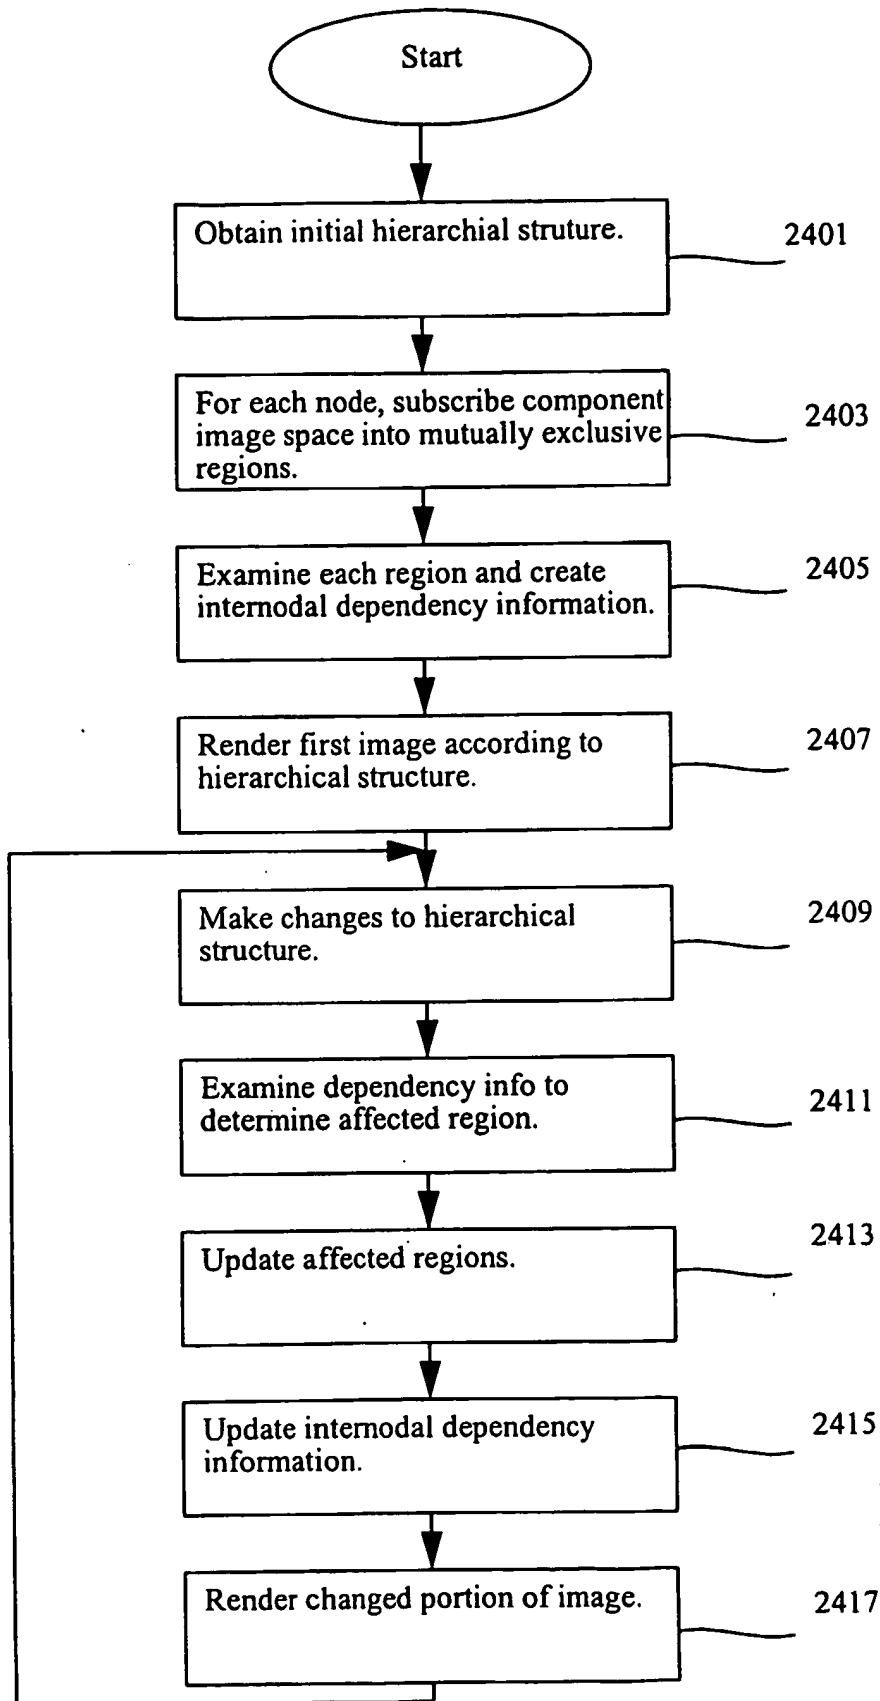 Start
Obtain initial hierarchial struture.
2401
For each node, subscribe component
image space into mutually exclusive
regions.
2403
Examine each region and create
internodal dependency information.
2405
Render first image according to
hierarchical structure.
2407
Make changes to hierarchical
structure.
2409
Examine dependency info to
determine affected region.
2411
Update affected regions.
2413
Update internodal dependency
information.
2415
Render changed portion of image.
2417